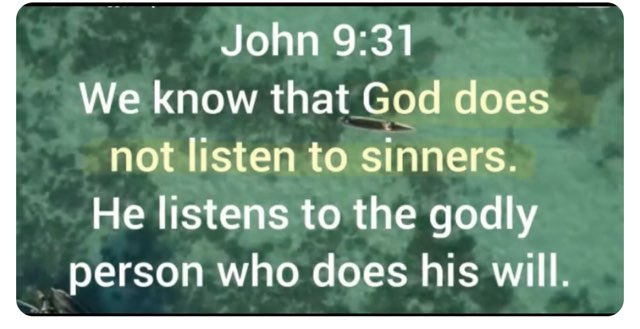 John 9:31
We know that God does
not listen to sinners.
He listens to the godly
person who does his will.